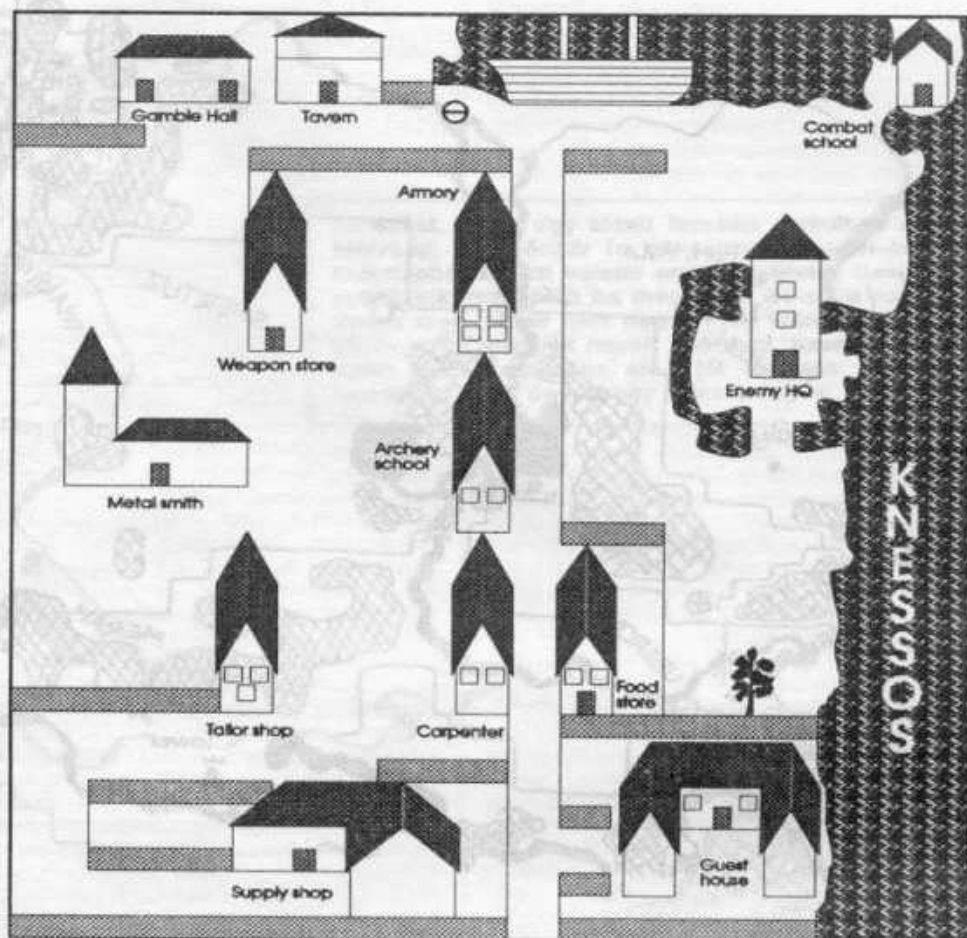 Gamble Hall
Tavern
Combat
school
Armory
Weapon store
Enemy HQ
Archery
school
Metal smith
KNESSOS
Tailor shop
Carpenter
Food
store
Supply shop
Guest
house